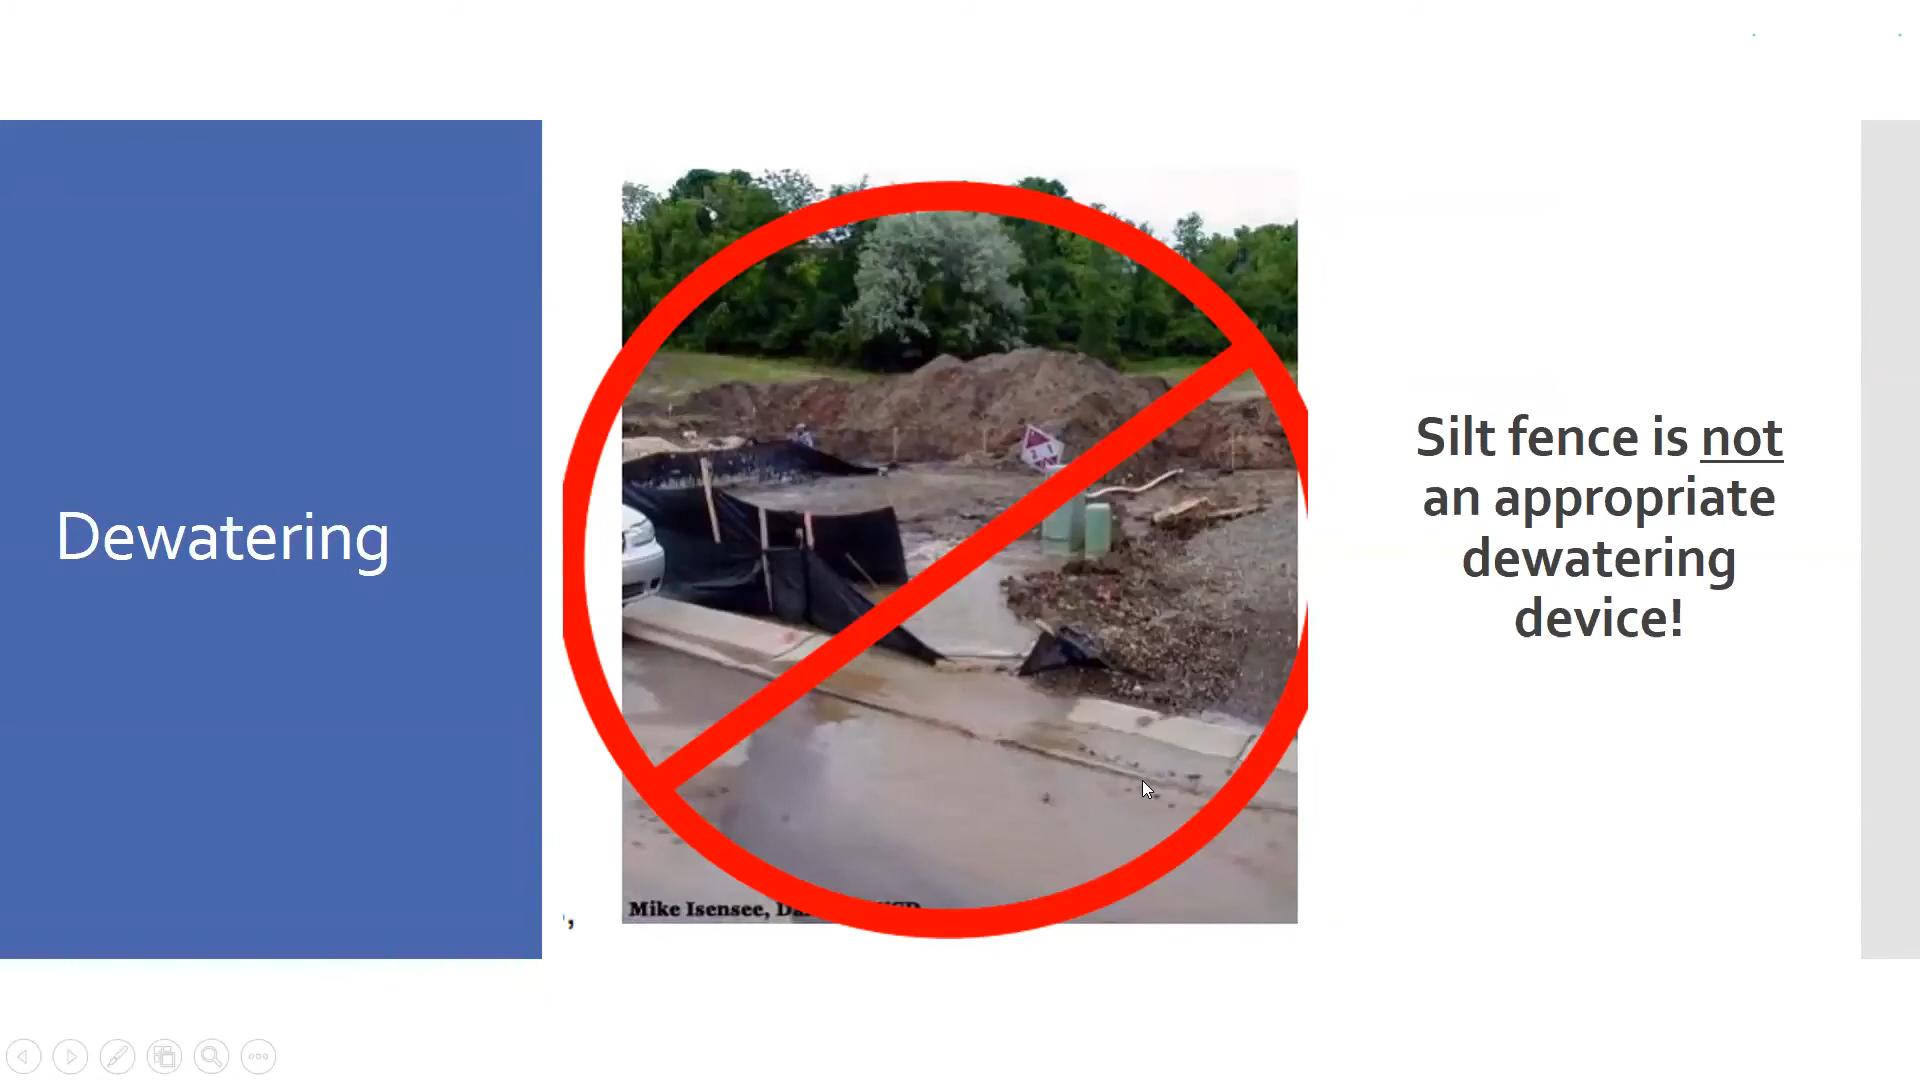 Dewatering
Silt fence is not
an appropriate
dewatering
device!
Mike Isensee,